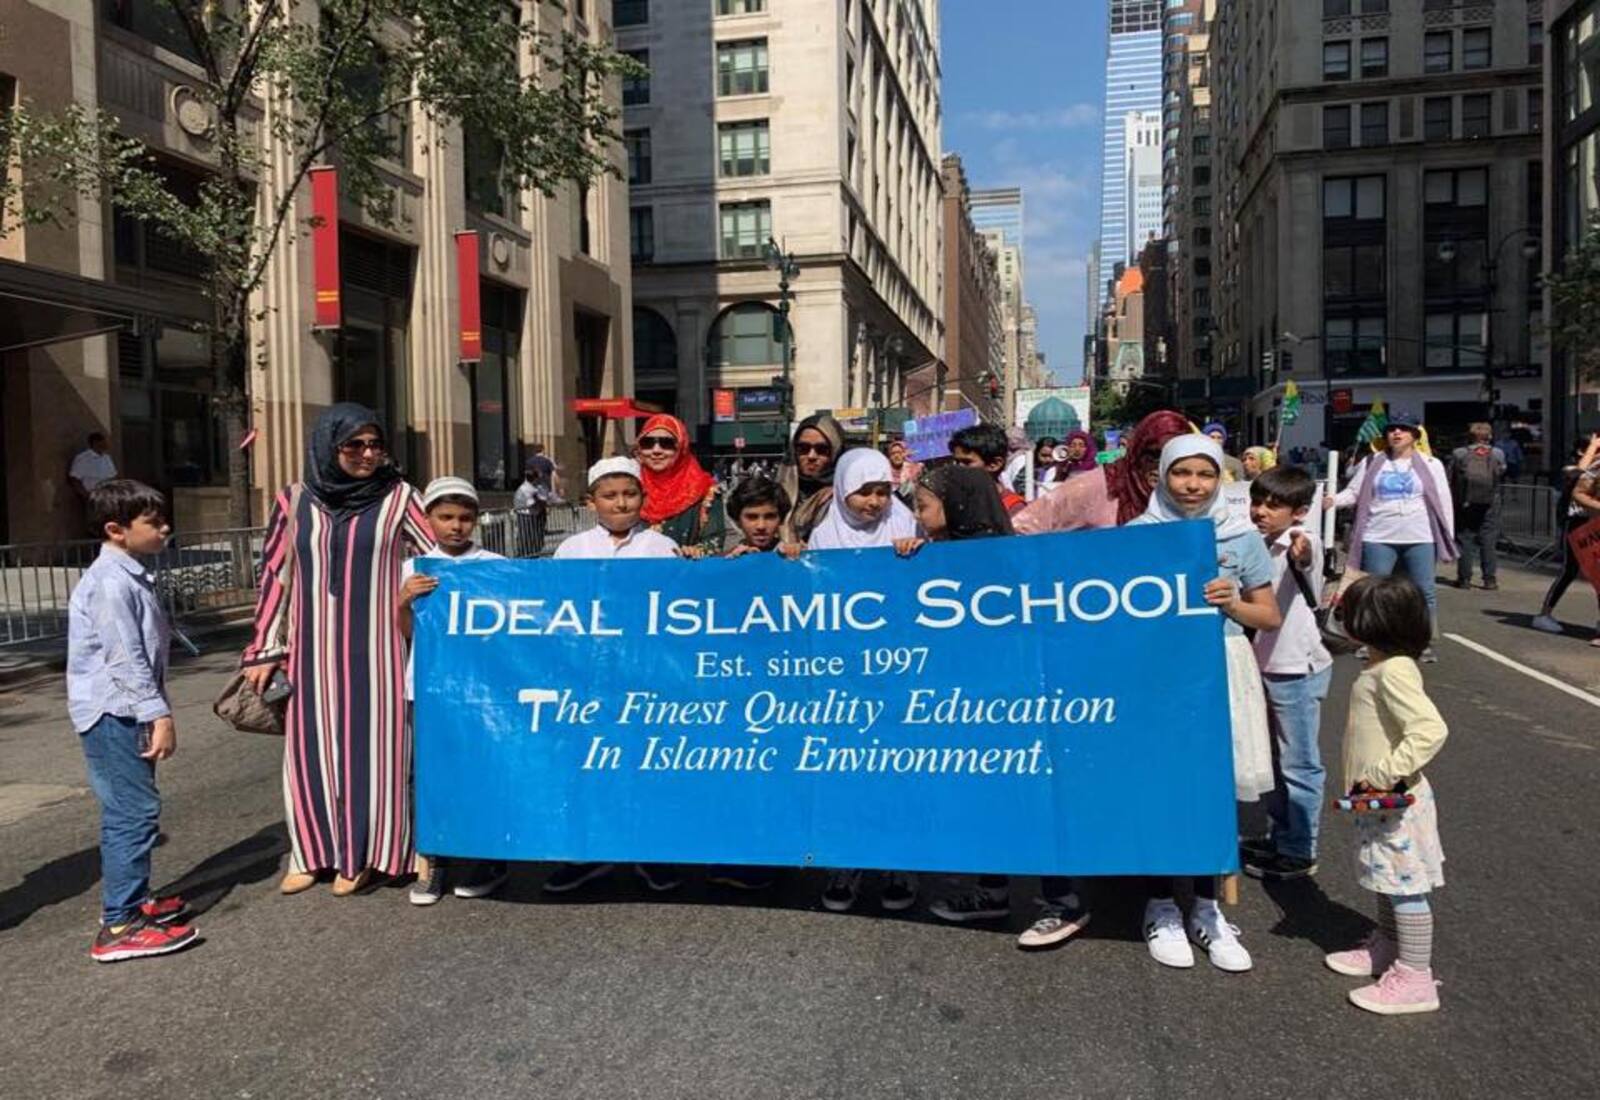 IDEAL ISLAMIC SCHOOL
Est. since 1997
The Finest Quality Education
In Islamic Environment.